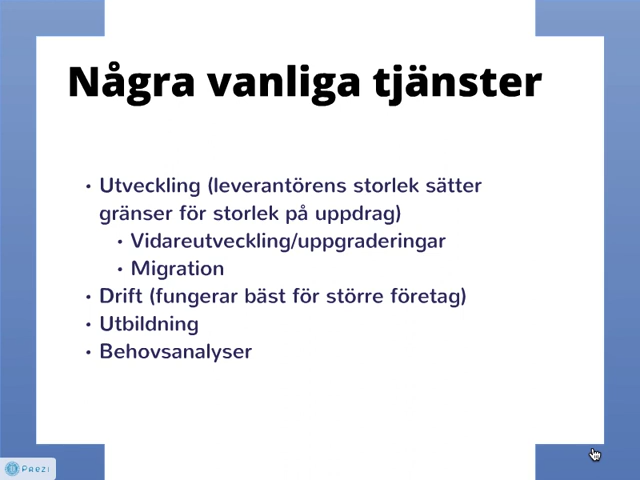 Några vanliga tjänster
• Utveckling (leverantörens storlek sätter
gränser för storlek på uppdrag)
• Vidareutveckling/uppgraderingar
• Migration
• Drift (fungerar bäst för större företag)
• Utbildning
• Behovsanalyser
Prezi